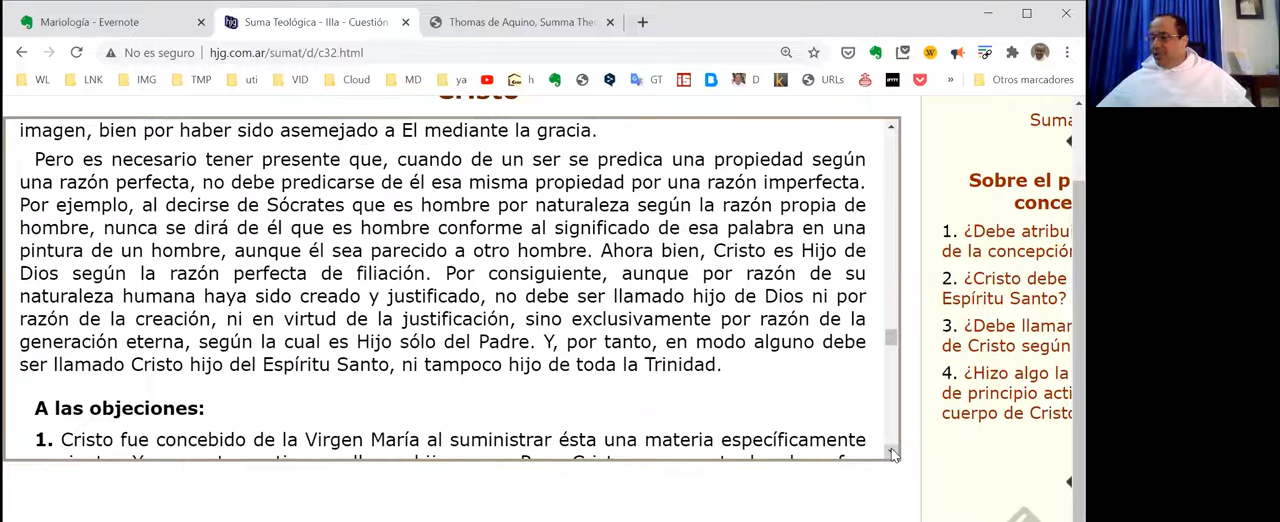 Mariología - Evernote
Suma Teológica - IIIa - Cuestión
Thomas de Aquino, Summa Theo
No es seguro | hjg.com.ar/sumat/d/c32.html
WL LNK IMG TMP uti VID Cloud MD ya h GT D URLs » Otros marcadores
Cristo
imagen, bien por haber sido asemejado a El mediante la gracia.
Pero es necesario tener presente que, cuando de un ser se predica una propiedad según
una razón perfecta, no debe predicarse de él esa misma propiedad por una razón imperfecta.
Por ejemplo, al decirse de Sócrates que es hombre por naturaleza según la razón propia de
hombre, nunca se dirá de él que es hombre conforme al significado de esa palabra en una
pintura de un hombre, aunque él sea parecido a otro hombre. Ahora bien, Cristo es Hijo de
Dios según la razón perfecta de filiación. Por consiguiente, aunque por razón de su
naturaleza humana haya sido creado y justificado, no debe ser llamado hijo de Dios ni por
razón de la creación, ni en virtud de la justificación, sino exclusivamente por razón de la
generación eterna, según la cual es Hijo sólo del Padre. Y, por tanto, en modo alguno debe
ser llamado Cristo hijo del Espíritu Santo, ni tampoco hijo de toda la Trinidad.
A las objeciones:
1. Cristo fue concebido de la Virgen María al suministrar ésta una materia específicamente
Suma
Sobre el p
conce
1. ¿Debe atribu
de la concepción
2. ¿Cristo debe
Espíritu Santo?
3. ¿Debe llamar
de Cristo según
4. ¿Hizo algo la
de principio acti
cuerpo de Cristo